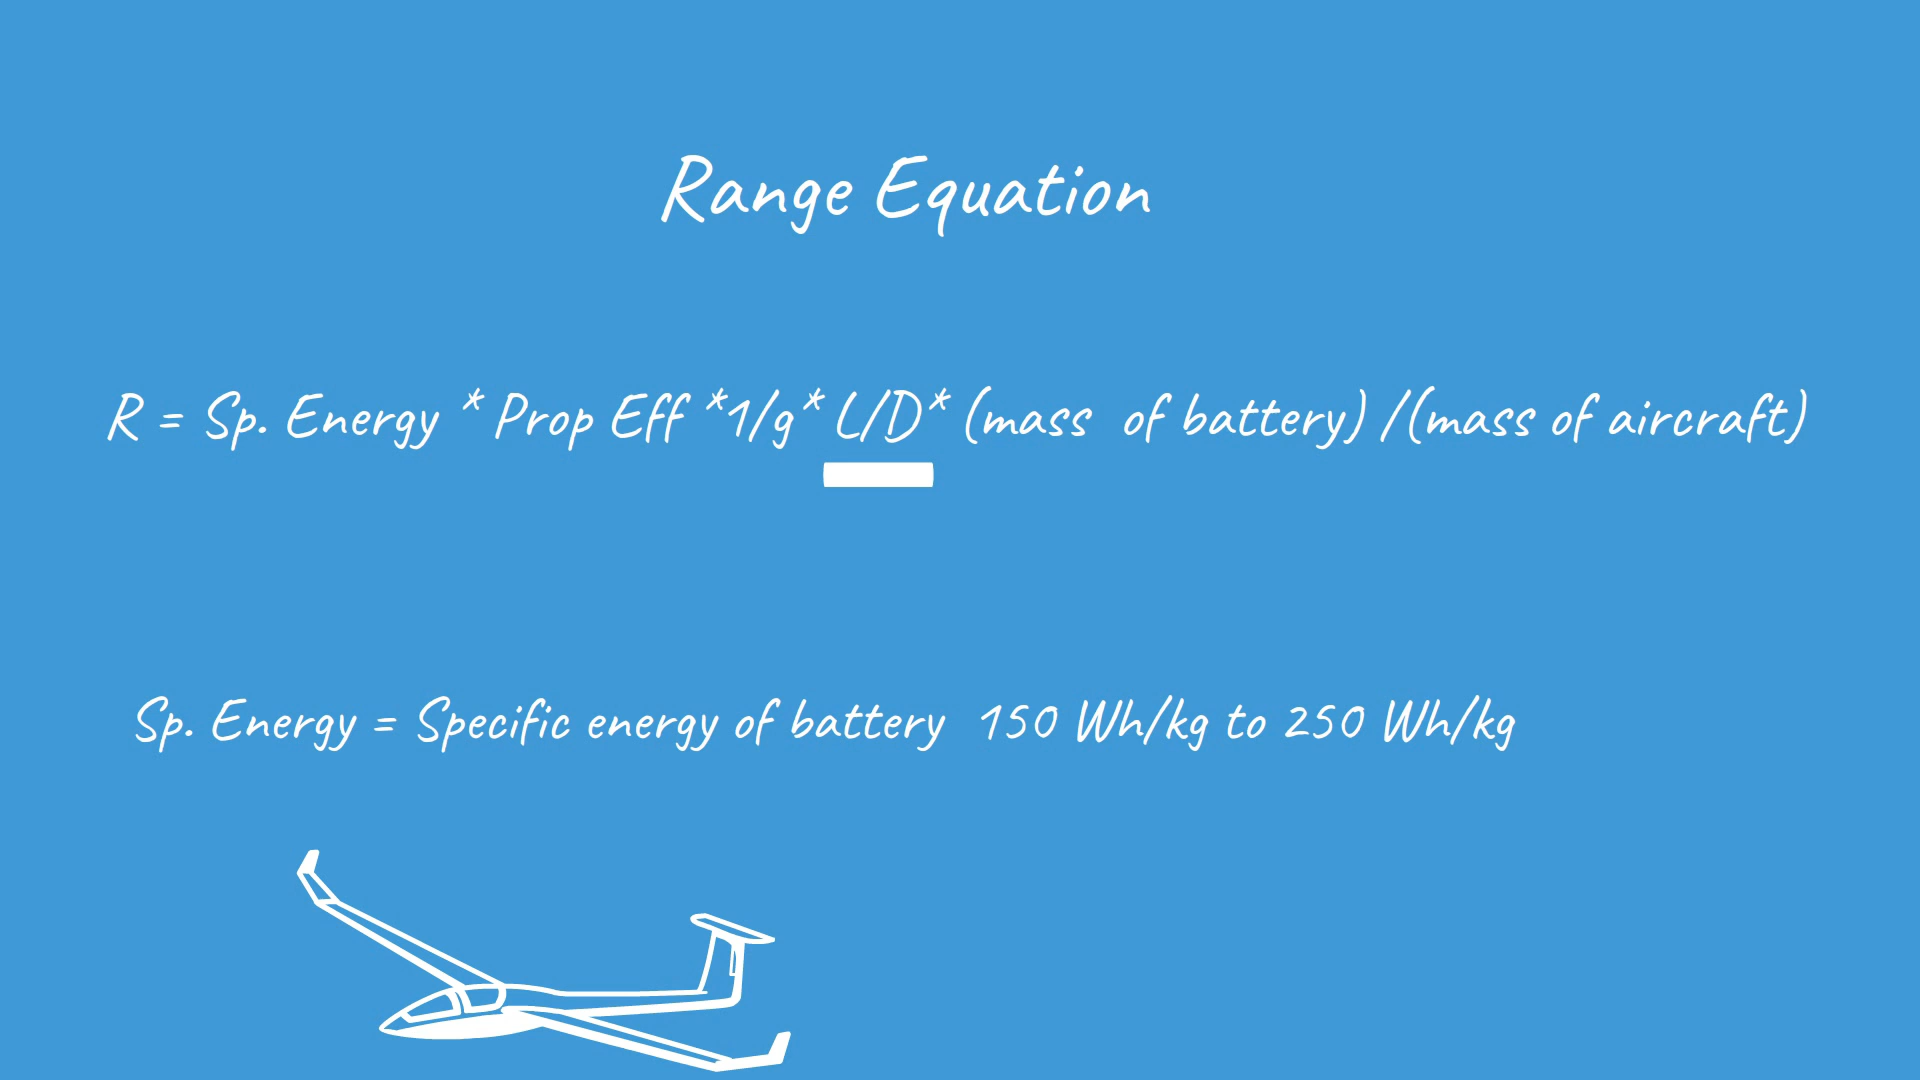 Range Equation
R = Sp. Energy * Prop Eff *1/g* L/D* (mass of battery) /(mass of aircraft)
Sp. Energy = Specific energy of battery 150 Wh/kg to 250 Wh/kg